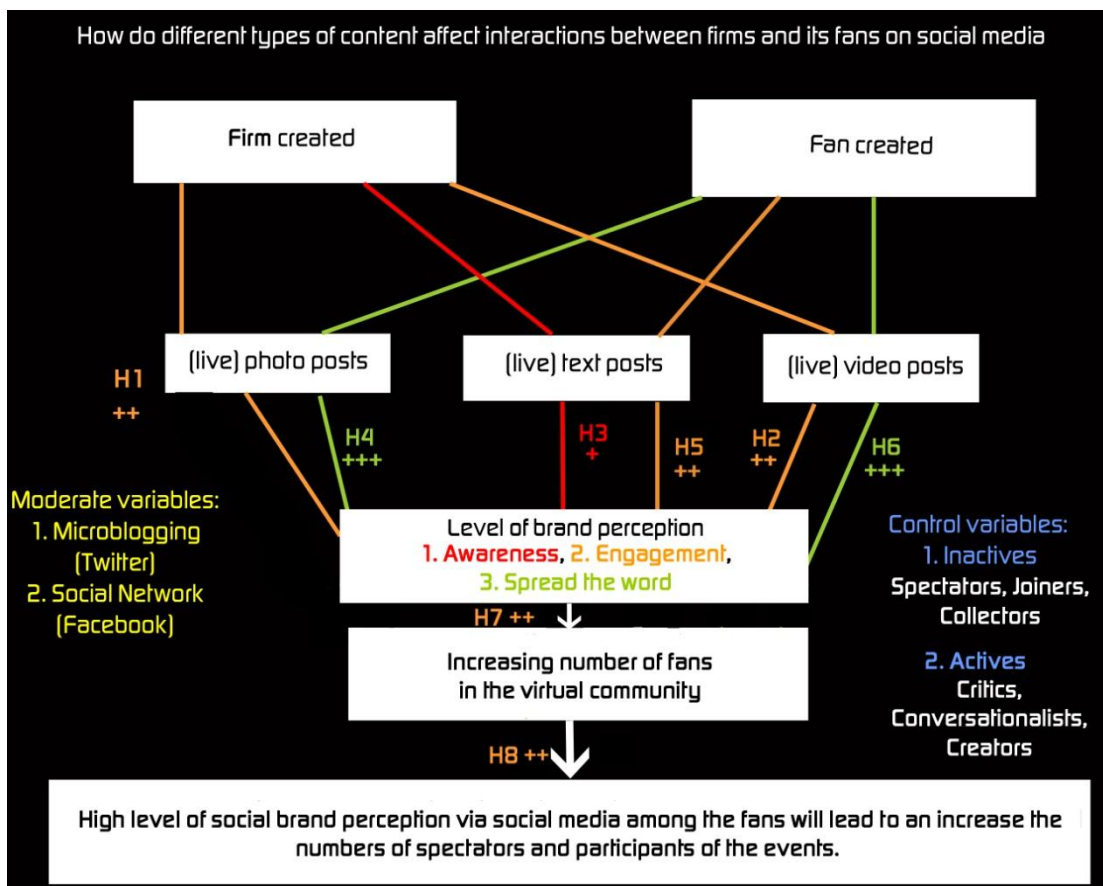 How do different types of content affect interactions between firms and its fans on social media
Firm created
Fan created
(live) photo posts
(live) text posts
(live) video posts
H1
++
H4
+++
H3
+
H5
++
H2
++
H6
+++
Moderate variables:
1. Microblogging
(Twitter)
2. Social Network
(Facebook)
Level of brand perception
1. Awareness, 2. Engagement,
3. Spread the word
Control variables:
1. Inactives
Spectators, Joiners,
Collectors
2. Actives
Critics,
Conversationalists,
Creators
H7 ++
Increasing number of fans
in the virtual community
H8 ++
High level of social brand perception via social media among the fans will lead to an increase the
numbers of spectators and participants of the events.